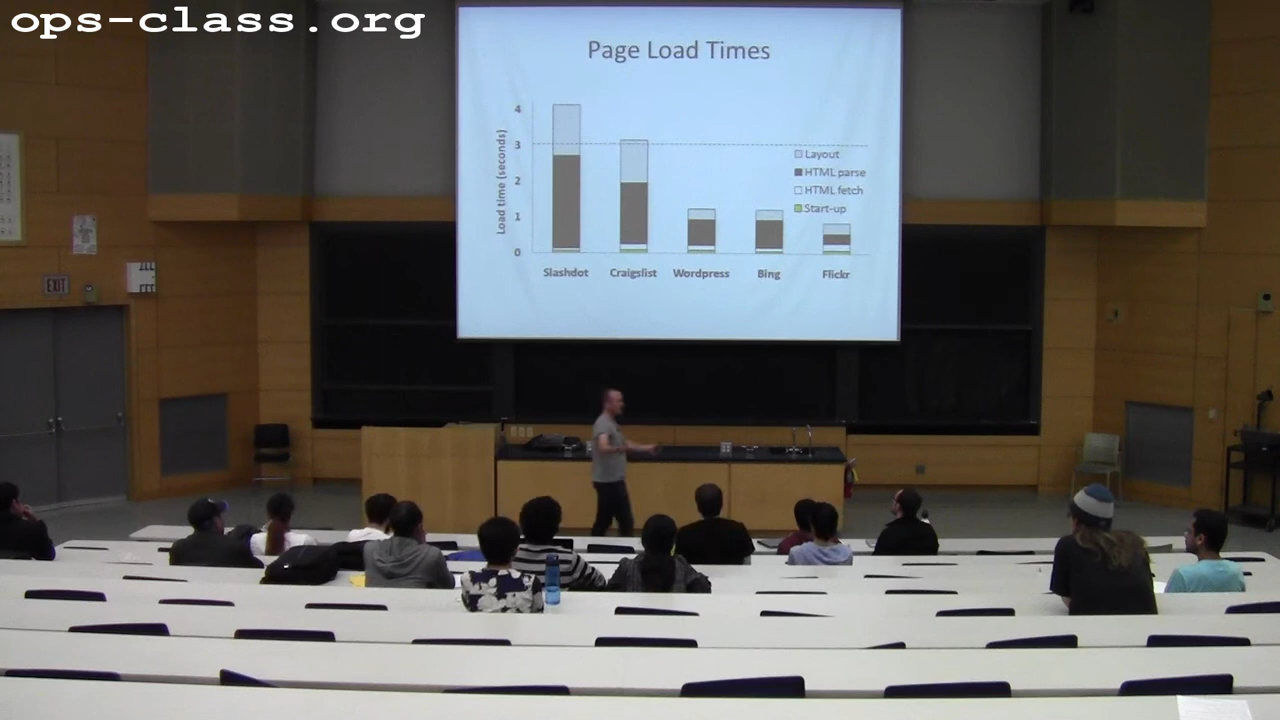 ops-class.org
Page Load Times
Load time (seconds)
4
3
2
1
0
Layout
HTML parse
HTML fetch
Start-up
Slashdot
Craigslist
Wordpress
Bing
Flickr
EXIT